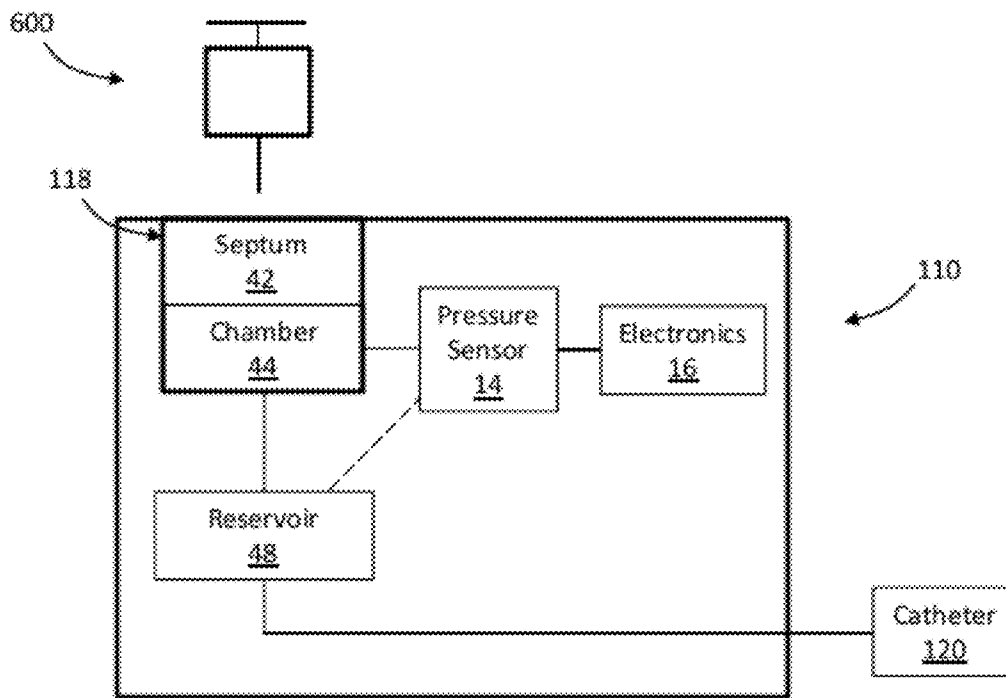 600
118
Septum
42
Chamber
44
Pressure
Sensor
14
Electronics
16
110
Reservoir
48
Catheter
120